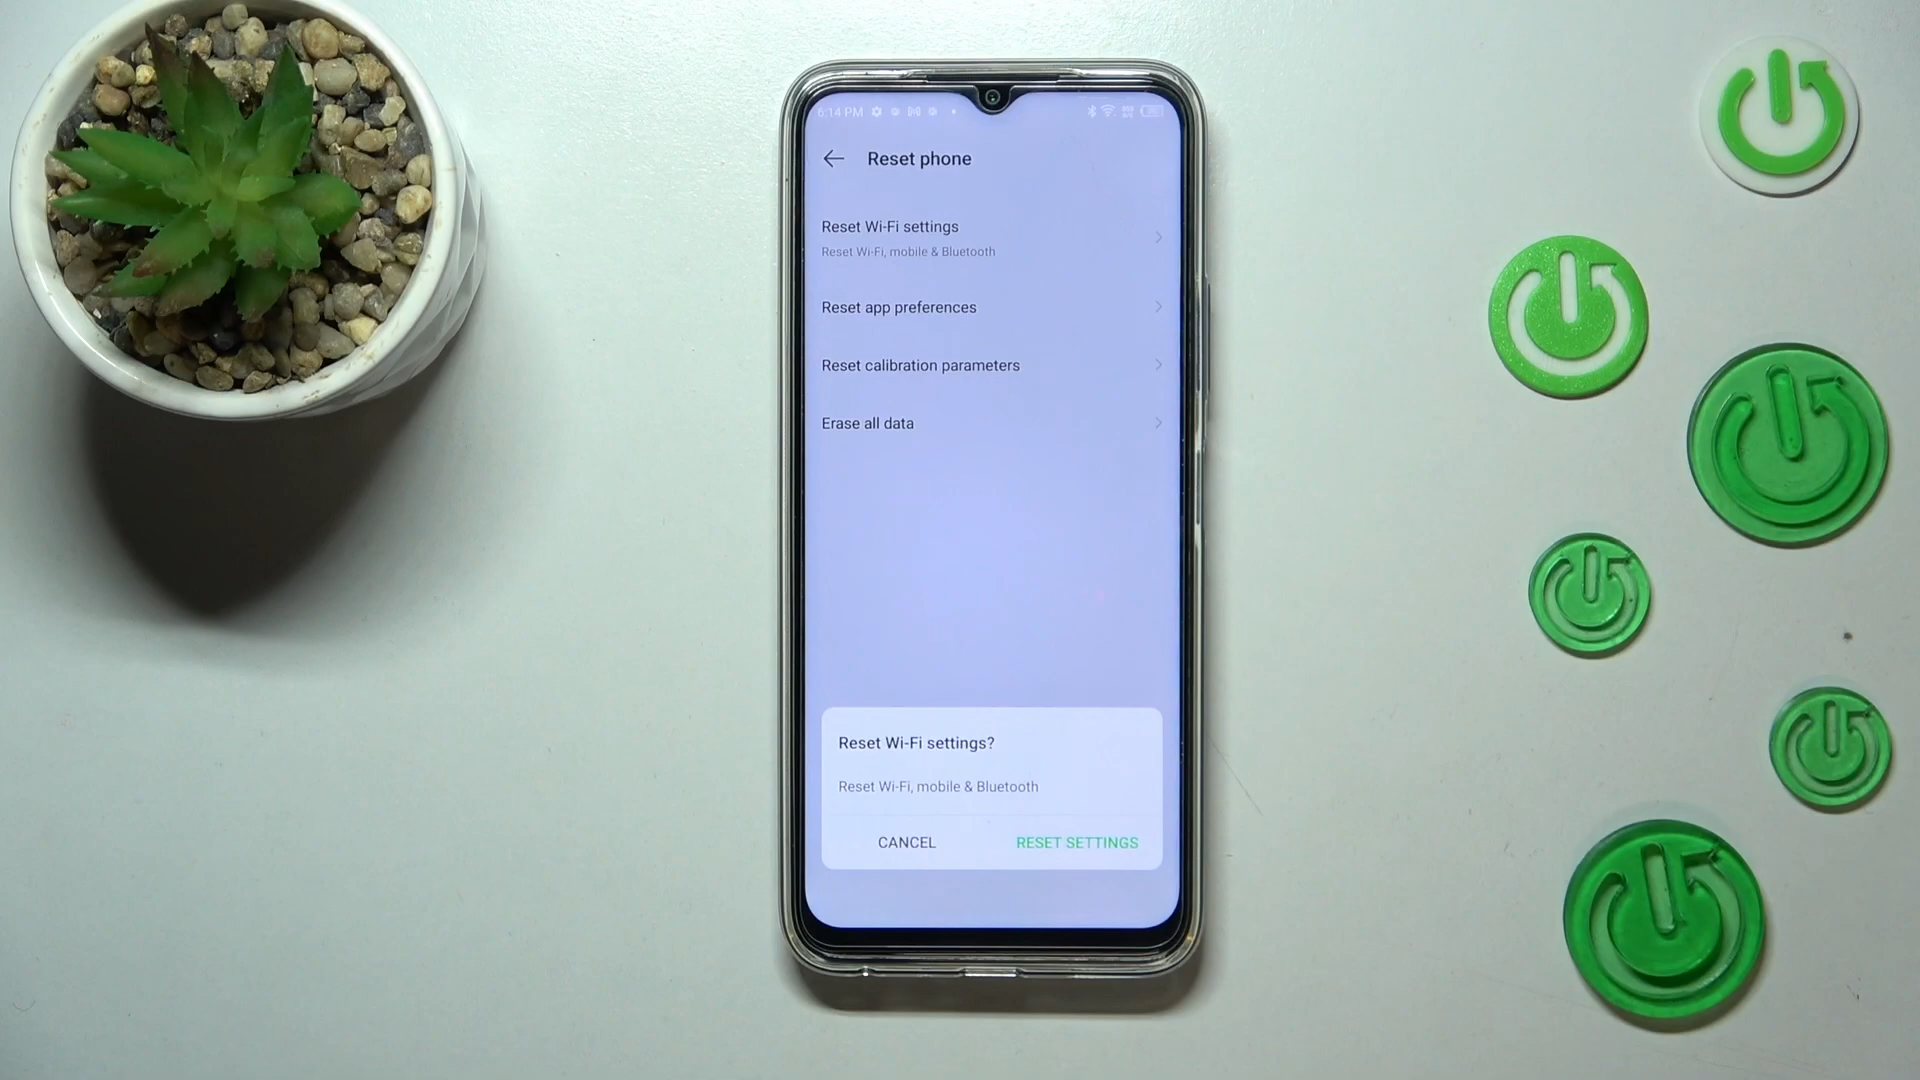 6:14 PM
Reset phone
Reset Wi-Fi settings
Reset Wi-Fi, mobile & Bluetooth
Reset app preferences
Reset calibration parameters
Erase all data
Reset Wi-Fi settings?
Reset Wi-Fi, mobile & Bluetooth
CANCEL
RESET SETTINGS